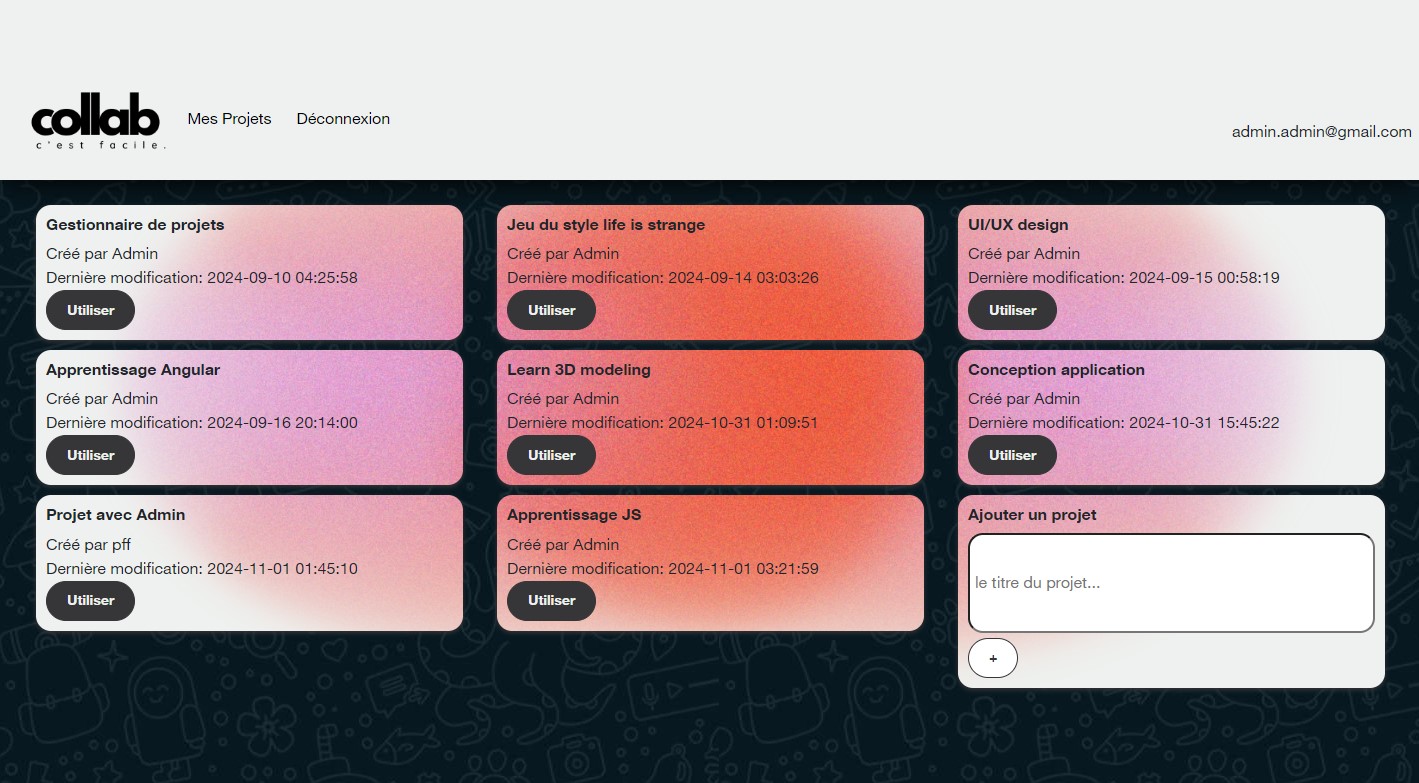 collab
c'est facile.
Mes Projets
Déconnexion
admin.admin@gmail.com
Gestionnaire de projets
Créé par Admin
Dernière modification: 2024-09-10 04:25:58
Utiliser
Jeu du style life is strange
Créé par Admin
Dernière modification: 2024-09-14 03:03:26
Utiliser
UI/UX design
Créé par Admin
Dernière modification: 2024-09-15 00:58:19
Utiliser
Apprentissage Angular
Créé par Admin
Dernière modification: 2024-09-16 20:14:00
Utiliser
Learn 3D modeling
Créé par Admin
Dernière modification: 2024-10-31 01:09:51
Utiliser
Conception application
Créé par Admin
Dernière modification: 2024-10-31 15:45:22
Utiliser
Projet avec Admin
Créé par pff
Dernière modification: 2024-11-01 01:45:10
Utiliser
Apprentissage JS
Créé par Admin
Dernière modification: 2024-11-01 03:21:59
Utiliser
Ajouter un projet
le titre du projet...
+